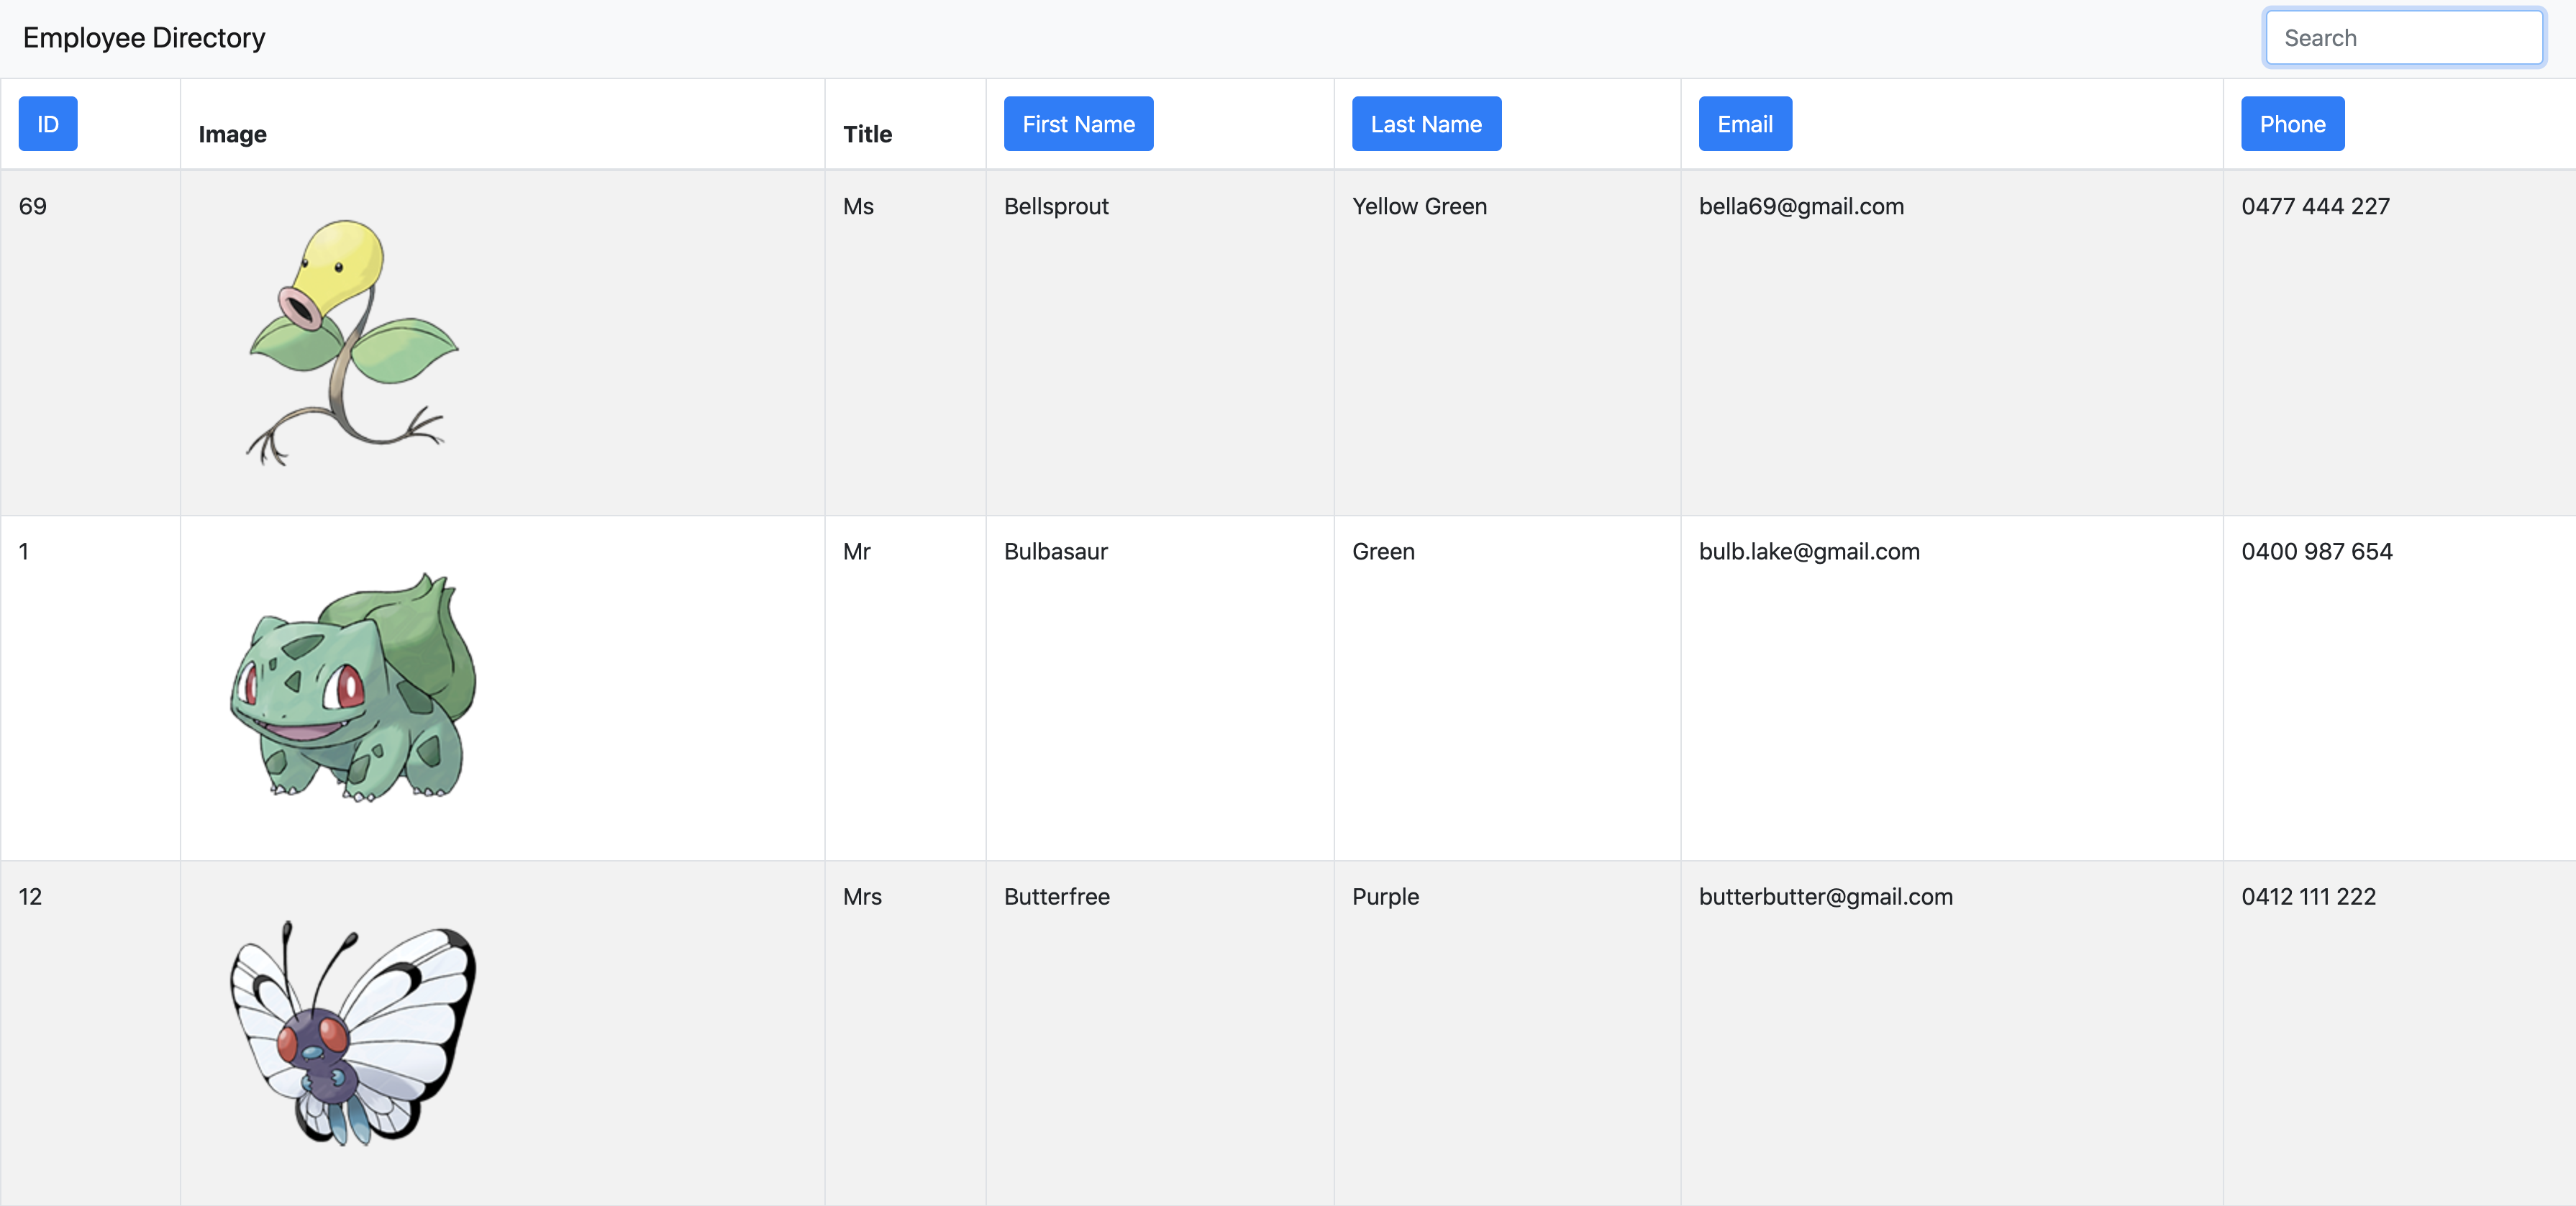 Employee Directory Search
ID Image Title First Name Last Name Email Phone
69 Ms Bellsprout Yellow Green bella69@gmail.com 0477 444 227
1 Mr Bulbasaur Green bulb.lake@gmail.com 0400 987 654
12 Mrs Butterfree Purple butterbutter@gmail.com 0412 111 222